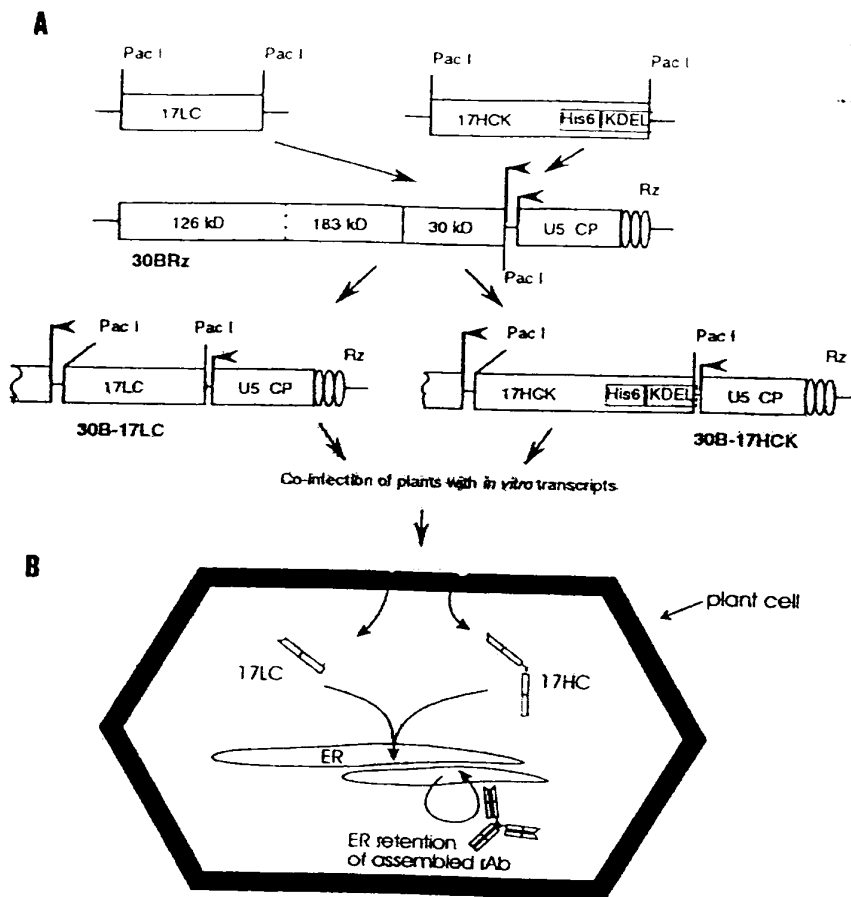 A
Pac I Pac I Pac I Pac I
17LC 17HCK His6 KDEL
Rz
126 kD 183 kD 30 kD U5 CP
30BRz
Pac I
Pac I Pac I Pac I Pac I
Rz Rz
17LC U5 CP 17HCK His6 KDEL U5 CP
30B-17LC 30B-17HCK
Co-infection of plants with in vitro transcripts
B
plant cell
17LC 17HC
ER
ER retention
of assembled rAb